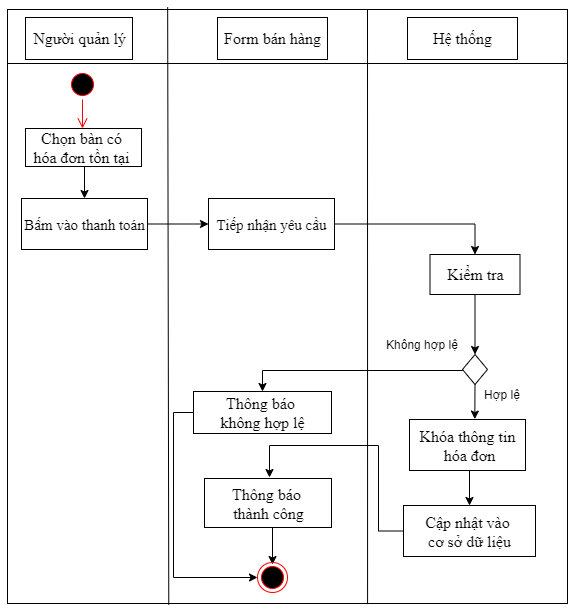 Người quản lý
Form bán hàng
Hệ thống
Chọn bàn có
hóa đơn tồn tại
Bấm vào thanh toán
Tiếp nhận yêu cầu
Kiểm tra
Không hợp lệ
Hợp lệ
Thông báo
không hợp lệ
Khóa thông tin
hóa đơn
Thông báo
thành công
Cập nhật vào
cơ sở dữ liệu